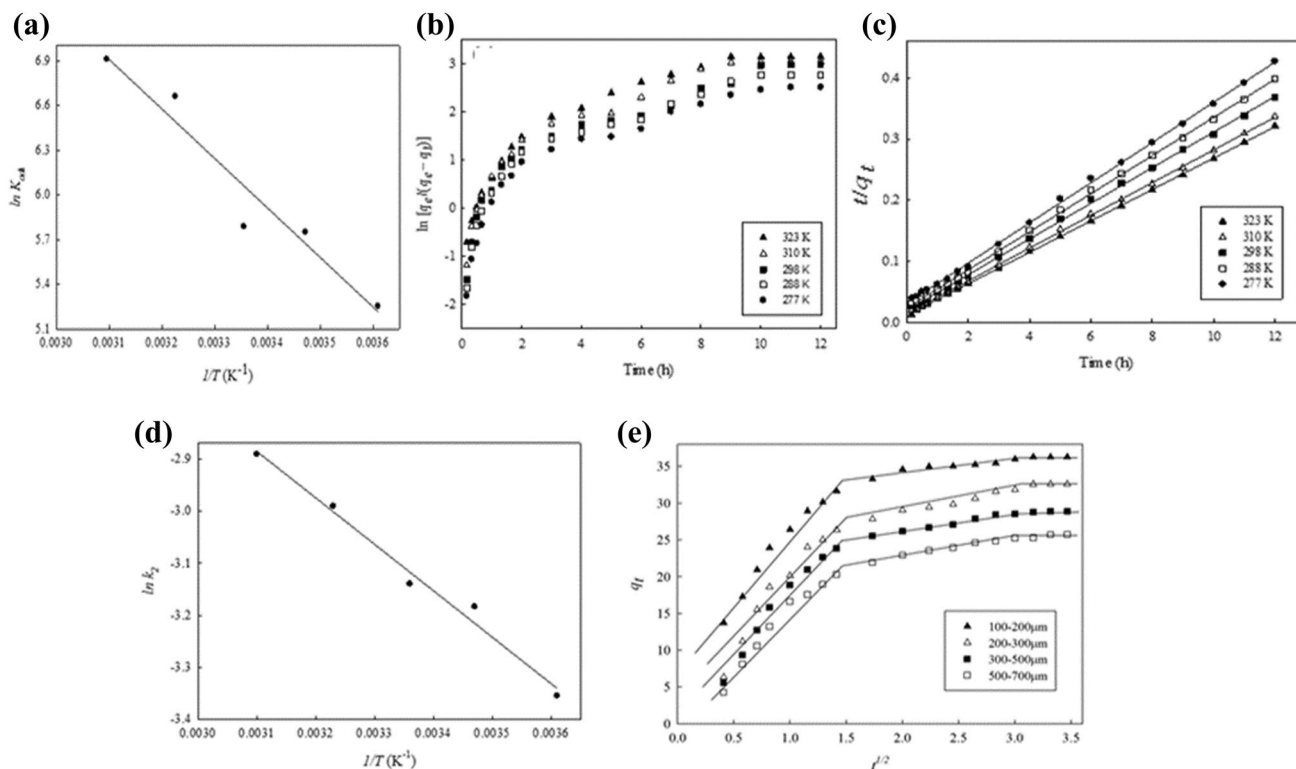 (a)
6.9
6.6
6.3
6.0
5.7
5.4
5.1
ln K
0.0030 0.0031 0.0032 0.0033 0.0034 0.0035 0.0036
1/T (K⁻¹)
(b)
3
2
1
0
-1
-2
ln [qₑ/(qₑ − qₜ)]
323 K
310 K
298 K
288 K
277 K
0 2 4 6 8 10 12
Time (h)
(c)
0.4
0.3
0.2
0.1
0.0
t/qₜ
323 K
310 K
298 K
288 K
277 K
0 2 4 6 8 10 12
Time (h)
(d)
-2.9
-3.0
-3.1
-3.2
-3.3
-3.4
ln k₂
0.0030 0.0031 0.0032 0.0033 0.0034 0.0035 0.0036
1/T (K⁻¹)
(e)
35
30
25
20
15
10
5
0
qₜ
100-200μm
200-300μm
300-500μm
500-700μm
0.0 0.5 1.0 1.5 2.0 2.5 3.0 3.5
t^1/2